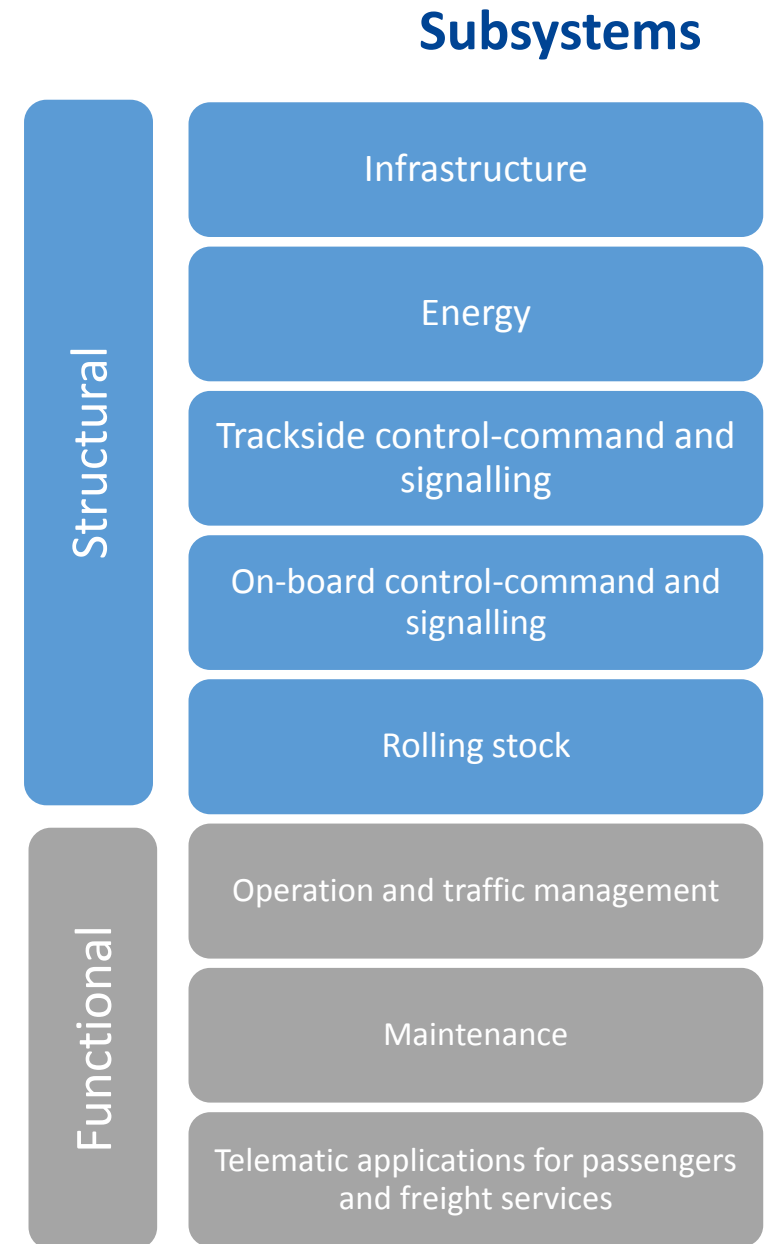 Subsystems
Structural
Infrastructure
Energy
Trackside control-command and
signalling
On-board control-command and
signalling
Rolling stock
Functional
Operation and traffic management
Maintenance
Telematic applications for passengers
and freight services